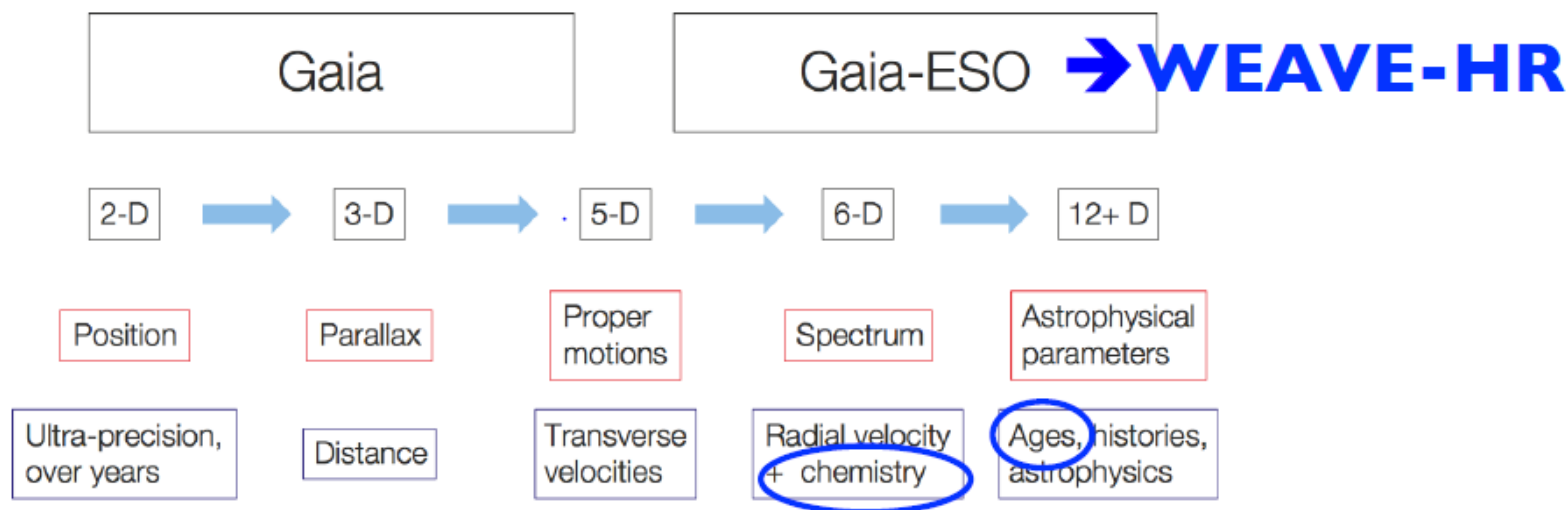 Gaia
Gaia-ESO ➔WEAVE-HR
2-D
3-D
5-D
6-D
12+ D
Position
Parallax
Proper
motions
Spectrum
Astrophysical
parameters
Ultra-precision,
over years
Distance
Transverse
velocities
Radial velocity
+ chemistry
Ages, histories,
astrophysics